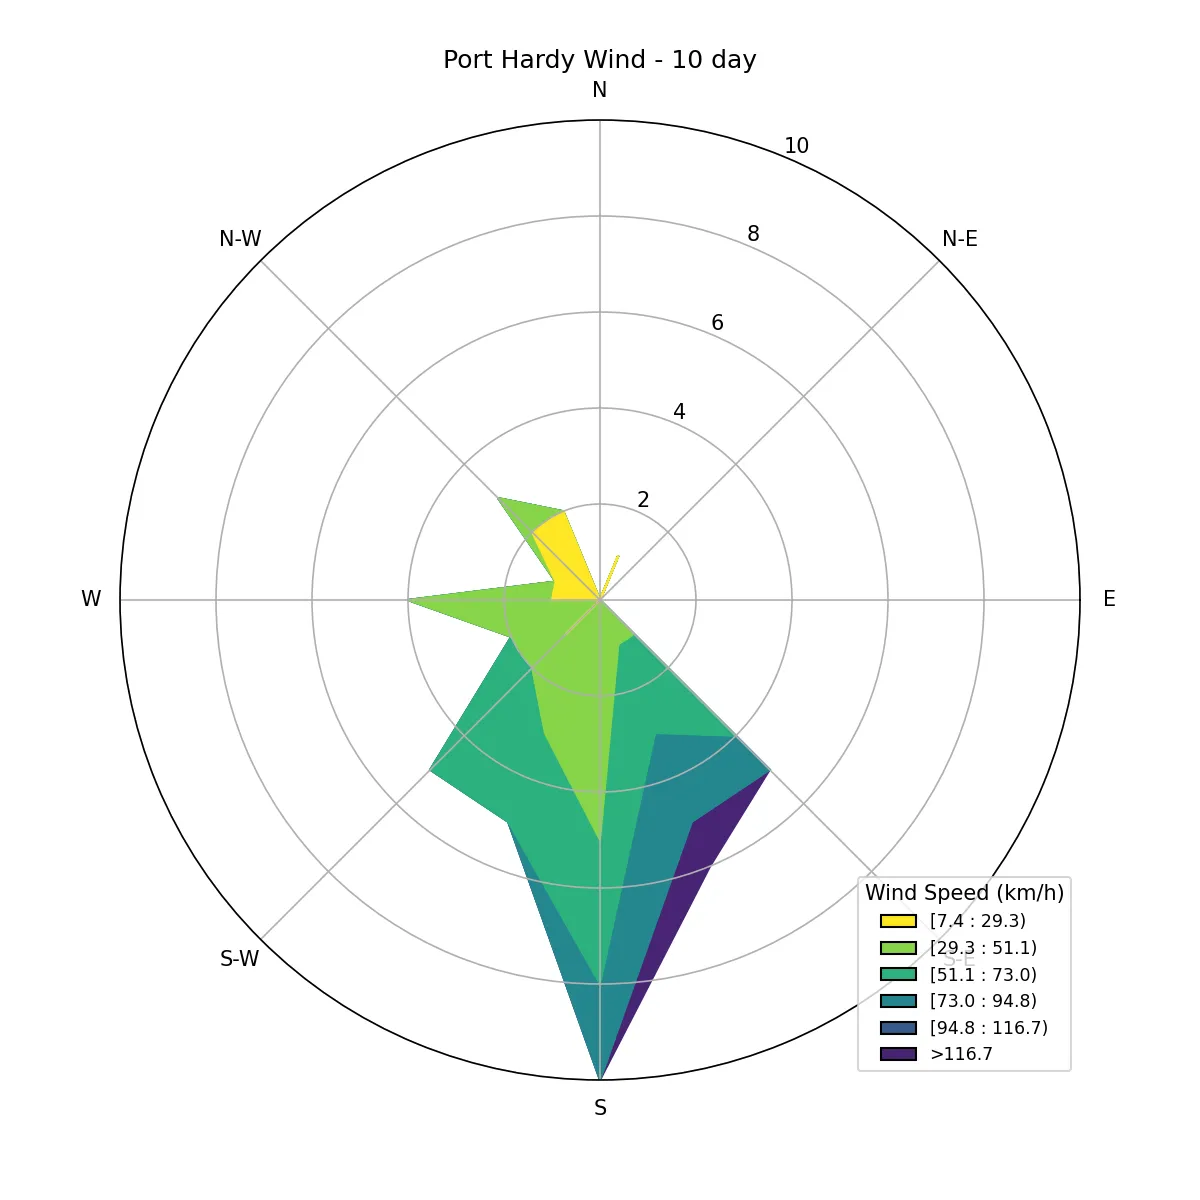 Port Hardy Wind - 10 day
N
10
N-W
8
N-E
6
4
2
W
E
Wind Speed (km/h)
[7.4 : 29.3)
[29.3 : 51.1)
S-W
S-E
[51.1 : 73.0)
[73.0 : 94.8)
[94.8 : 116.7)
>116.7
S